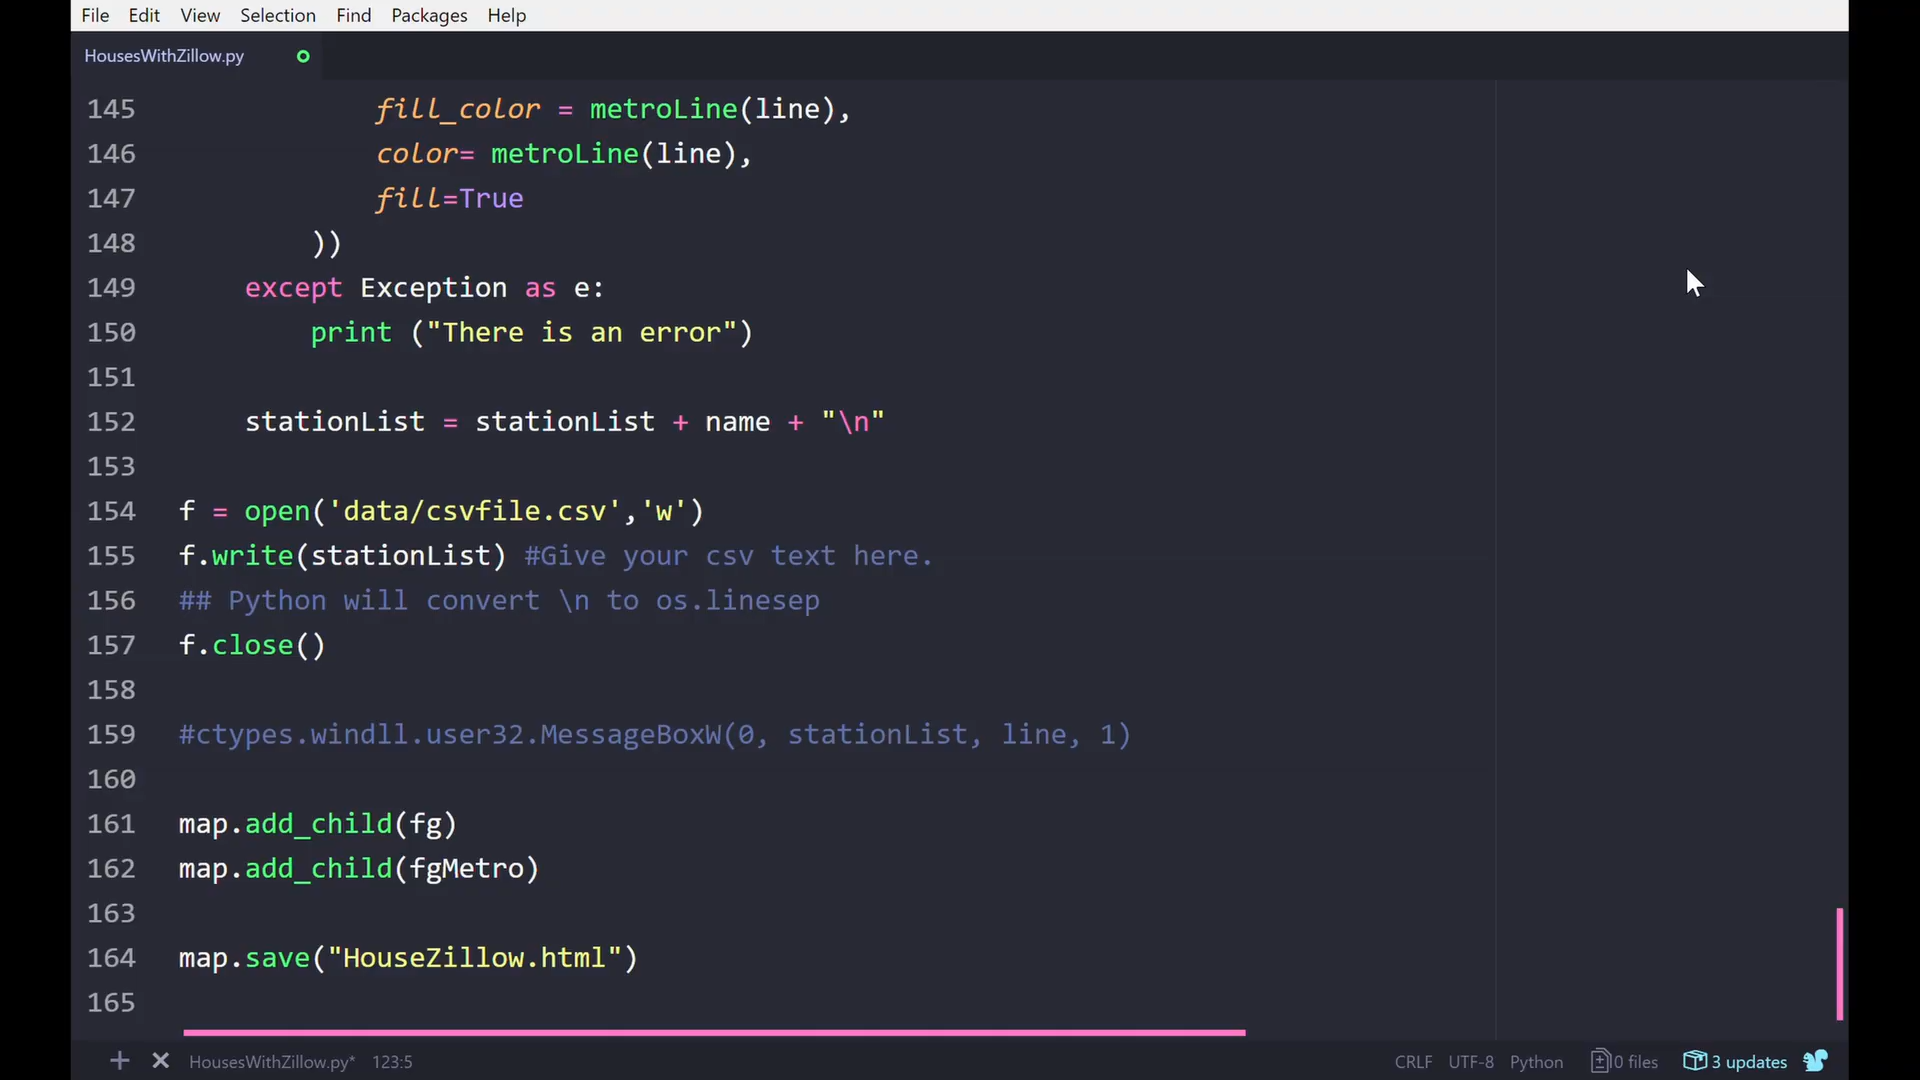 File Edit View Selection Find Packages Help
HousesWithZillow.py
145 fill_color = metroLine(line),
146 color= metroLine(line),
147 fill=True
148 ))
149 except Exception as e:
150 print ("There is an error")
151
152 stationList = stationList + name + "\n"
153
154 f = open('data/csvfile.csv','w')
155 f.write(stationList) #Give your csv text here.
156 ## Python will convert \n to os.linesep
157 f.close()
158
159 #ctypes.windll.user32.MessageBoxW(0, stationList, line, 1)
160
161 map.add_child(fg)
162 map.add_child(fgMetro)
163
164 map.save("HouseZillow.html")
165
HousesWithZillow.py* 123:5 CRLF UTF-8 Python 0 files 3 updates